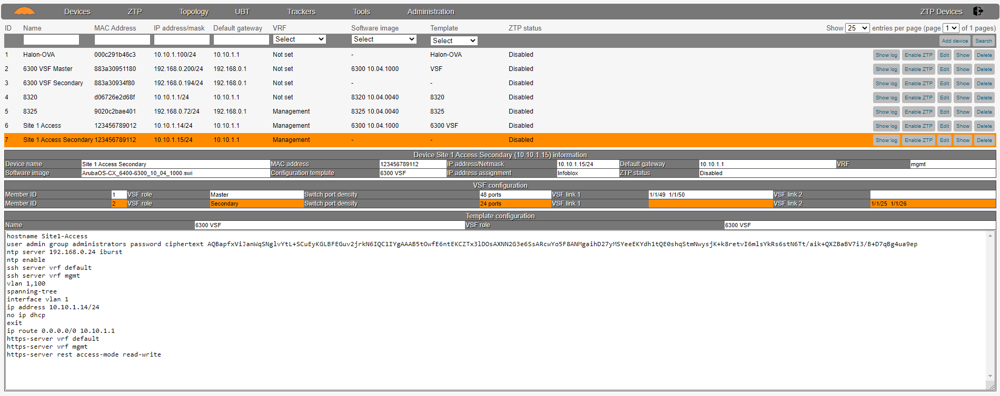 Devices ZTP Topology UBT Trackers Tools Administration ZTP Devices
ID Name MAC Address IP address/mask Default gateway VRF Software image Template ZTP status Show 25 entries per page (page 1 of 1 pages)
Select Select Select Add device Search
1 Halon-OVA 000c291b46c3 10.10.1.100/24 10.10.1.1 Not set - Halon-OVA Disabled Show log Enable ZTP Edit Show Delete
2 6300 VSF Master 883a30951180 192.168.0.200/24 192.168.0.1 Not set 6300 10.04.1000 VSF Disabled Show log Enable ZTP Edit Show Delete
3 6300 VSF Secondary 883a30934f80 192.168.0.194/24 192.168.0.1 Not set - - Disabled Show log Enable ZTP Edit Show Delete
4 8320 d06726e2d68f 10.10.1.1/24 10.10.1.1 Not set 8320 10.04.0040 8320 Disabled Show log Enable ZTP Edit Show Delete
5 8325 9020c2bae401 192.168.0.72/24 192.168.0.1 Management 8325 10.04.0040 8325 Disabled Show log Enable ZTP Edit Show Delete
6 Site 1 Access 123456789012 10.10.1.14/24 10.10.1.1 Management 6300 10.04.1000 6300 VSF Disabled Show log Enable ZTP Edit Show Delete
7 Site 1 Access Secondary 123456789112 10.10.1.15/24 10.10.1.1 Management - - Disabled Show log Enable ZTP Edit Show Delete
Device Site 1 Access Secondary (10.10.1.15) information
Device name Site 1 Access Secondary MAC address 123456789112 IP address/Netmask 10.10.1.15/24 Default gateway 10.10.1.1 VRF mgmt
Software image ArubaOS-CX_6400-6300_10_04_1000.swi Configuration template 6300 VSF IP address assignment Infoblox ZTP status Disabled
VSF configuration
Member ID 1 VSF role Master Switch port density 48 ports VSF link 1 1/1/49 1/1/50 VSF link 2
Member ID 2 VSF role Secondary Switch port density 24 ports VSF link 1 VSF link 2 1/1/25 1/1/26
Template configuration
Name 6300 VSF VSF role 6300 VSF
hostname Site1-Access
user admin group administrators password ciphertext AQBapfxViJanWqSNglvYtL+SCuEyKGLBFEGuv2jrkN6IQC1IYgAAAB5tOwfE6ntEKCZTx3lDOsAXNN2G3e6SsARcwYo5F8ANMgaihD27yMSYeeEKYdh1tQE0shqStmNwysjK+k8retvI6mlsYkRs6stN6Tt/aik+QXZBaBV7i3/B+D7qBg4ua9ep
ntp server 192.168.0.24 iburst
ntp enable
ssh server vrf default
ssh server vrf mgmt
vlan 1,100
spanning-tree
interface vlan 1
ip address 10.10.1.14/24
no ip dhcp
exit
ip route 0.0.0.0/0 10.10.1.1
https-server vrf default
https-server vrf mgmt
https-server rest access-mode read-write